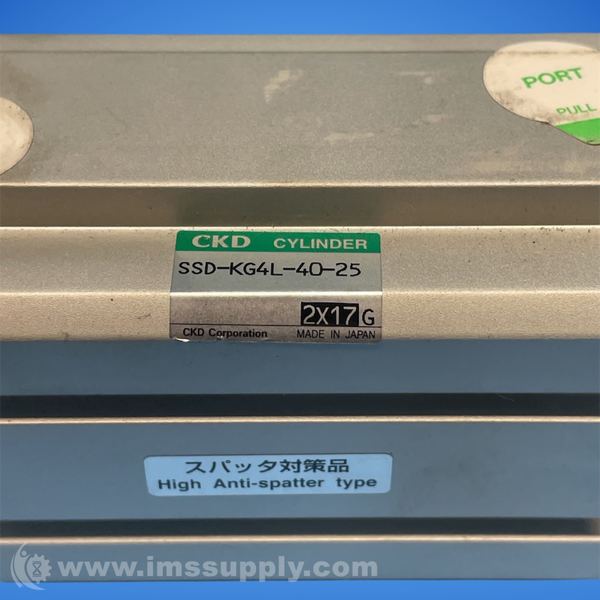 PORT
PULL
CKD CYLINDER
SSD-KG4L-40-25
2X17 G
CKD Corporation MADE IN JAPAN
スパッタ対策品
High Anti-spatter type
www.imssupply.com